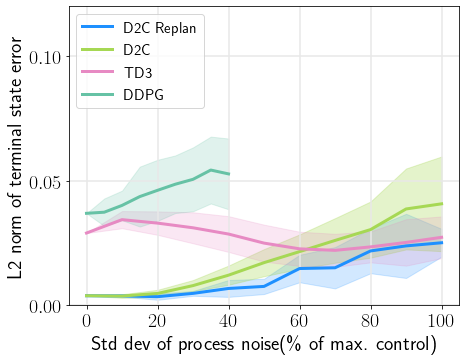 D2C Replan
D2C
TD3
DDPG
0.10
0.05
0.00
0 20 40 60 80 100
L2 norm of terminal state error
Std dev of process noise(% of max. control)